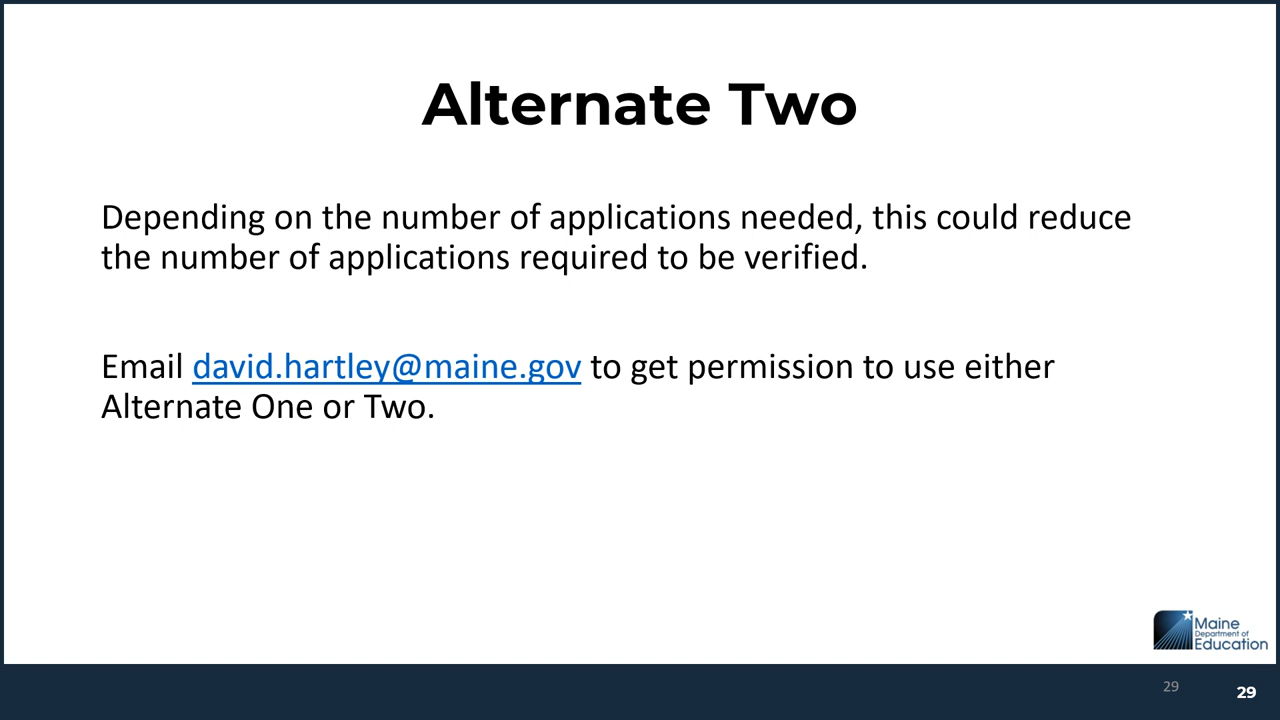 Alternate Two
Depending on the number of applications needed, this could reduce
the number of applications required to be verified.
Email david.hartley@maine.gov to get permission to use either
Alternate One or Two.
Maine
Department of
Education
29
29